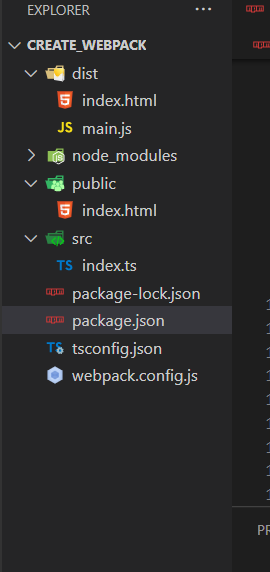 EXPLORER
CREATE_WEBPACK
dist
index.html
JS main.js
node_modules
public
index.html
src
TS index.ts
package-lock.json
package.json
TS tsconfig.json
webpack.config.js